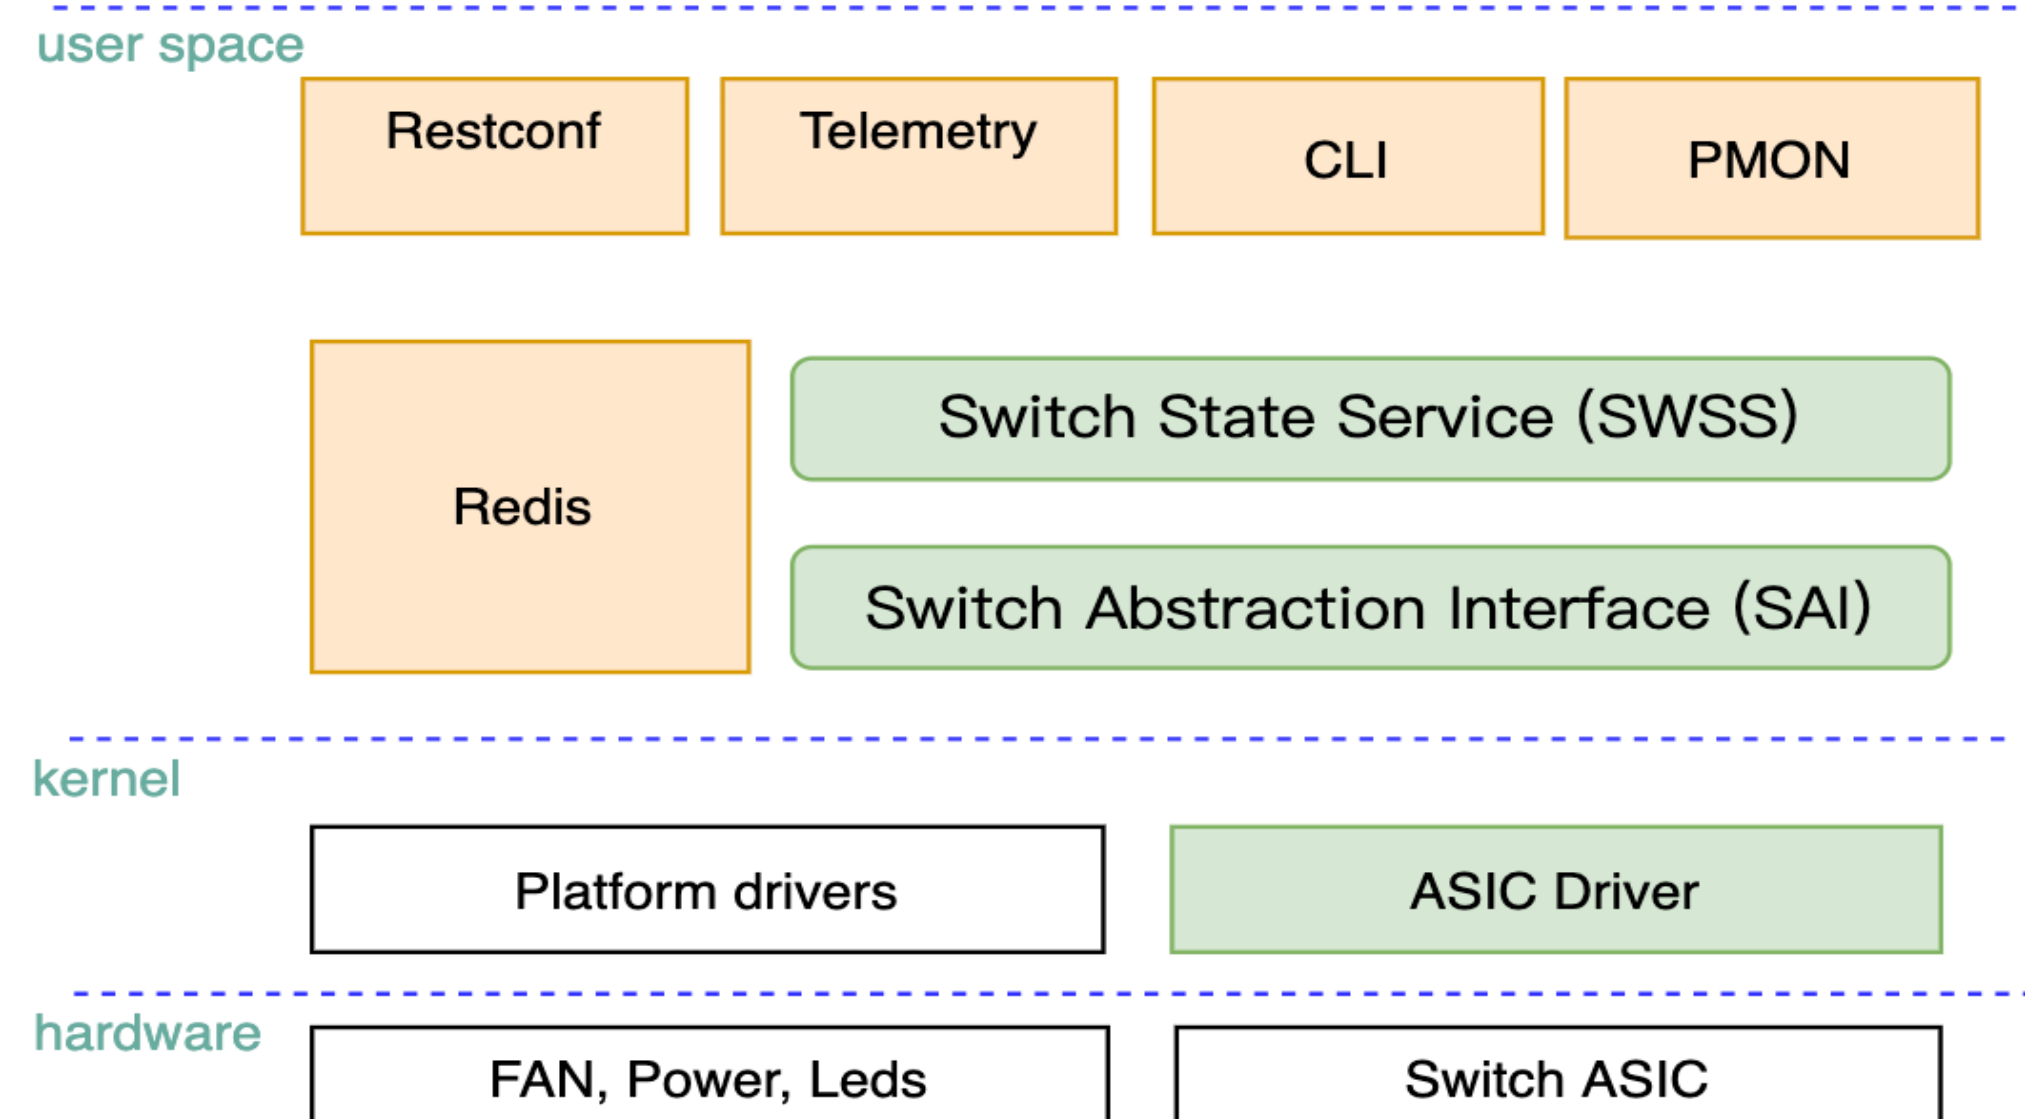 user space
Restconf
Telemetry
CLI
PMON
Redis
Switch State Service (SWSS)
Switch Abstraction Interface (SAI)
kernel
Platform drivers
ASIC Driver
hardware
FAN, Power, Leds
Switch ASIC